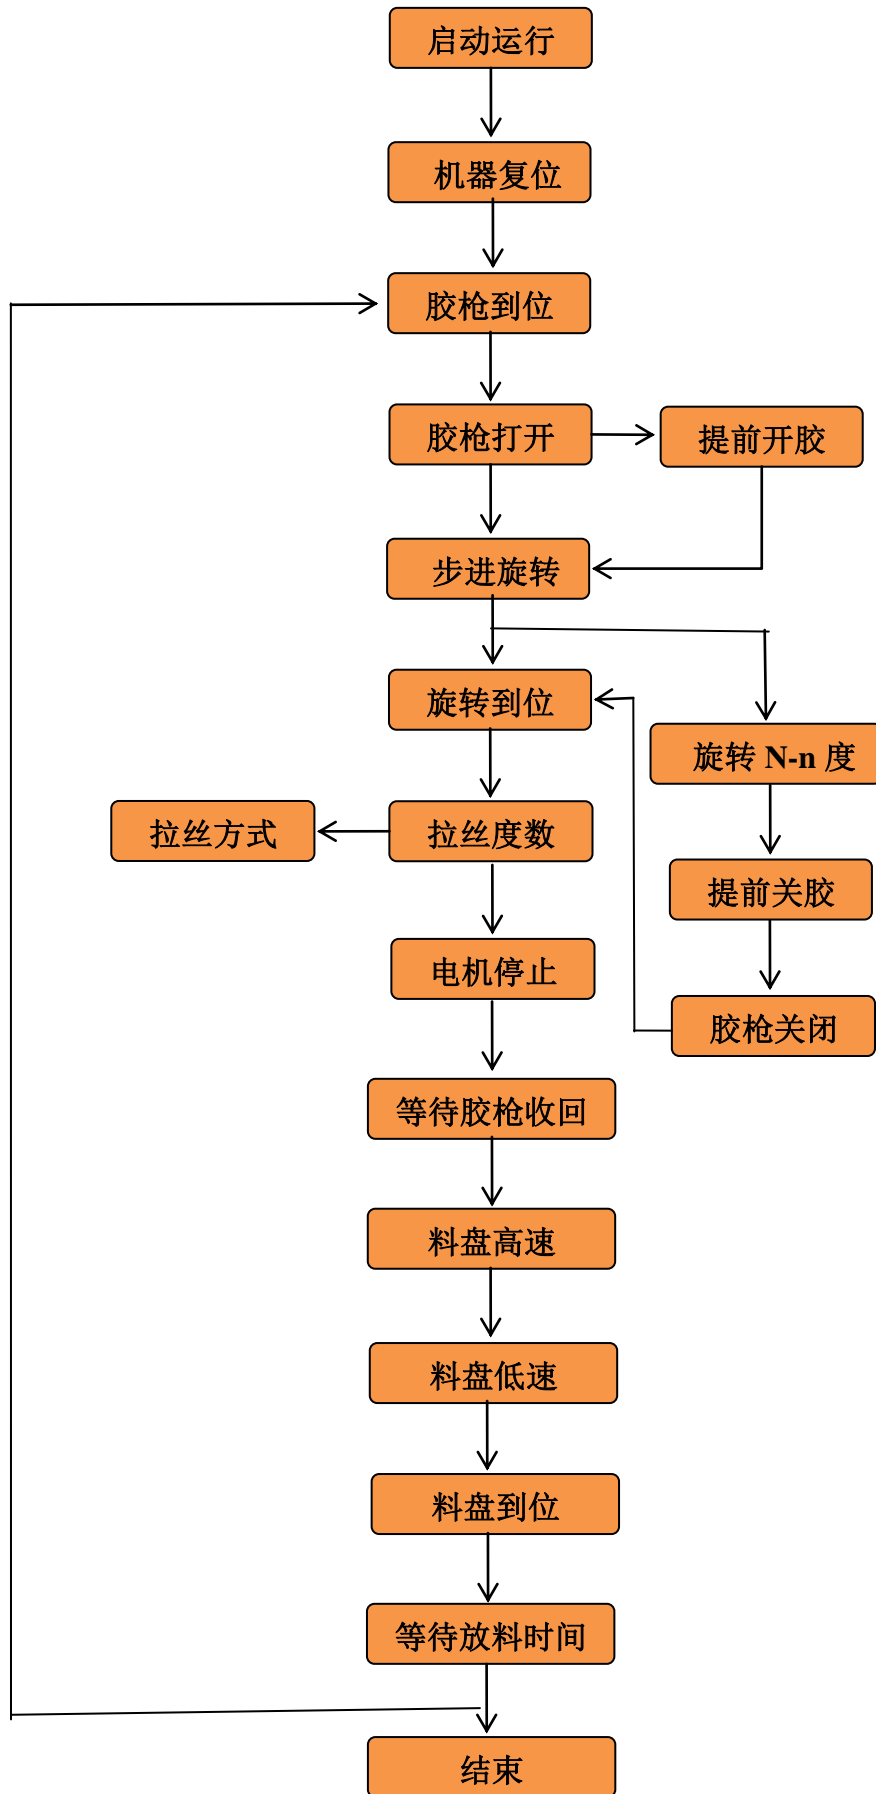 启动运行
机器复位
胶枪到位
胶枪打开
提前开胶
步进旋转
旋转到位
旋转 N-n 度
拉丝方式
拉丝度数
提前关胶
电机停止
胶枪关闭
等待胶枪收回
料盘高速
料盘低速
料盘到位
等待放料时间
结束